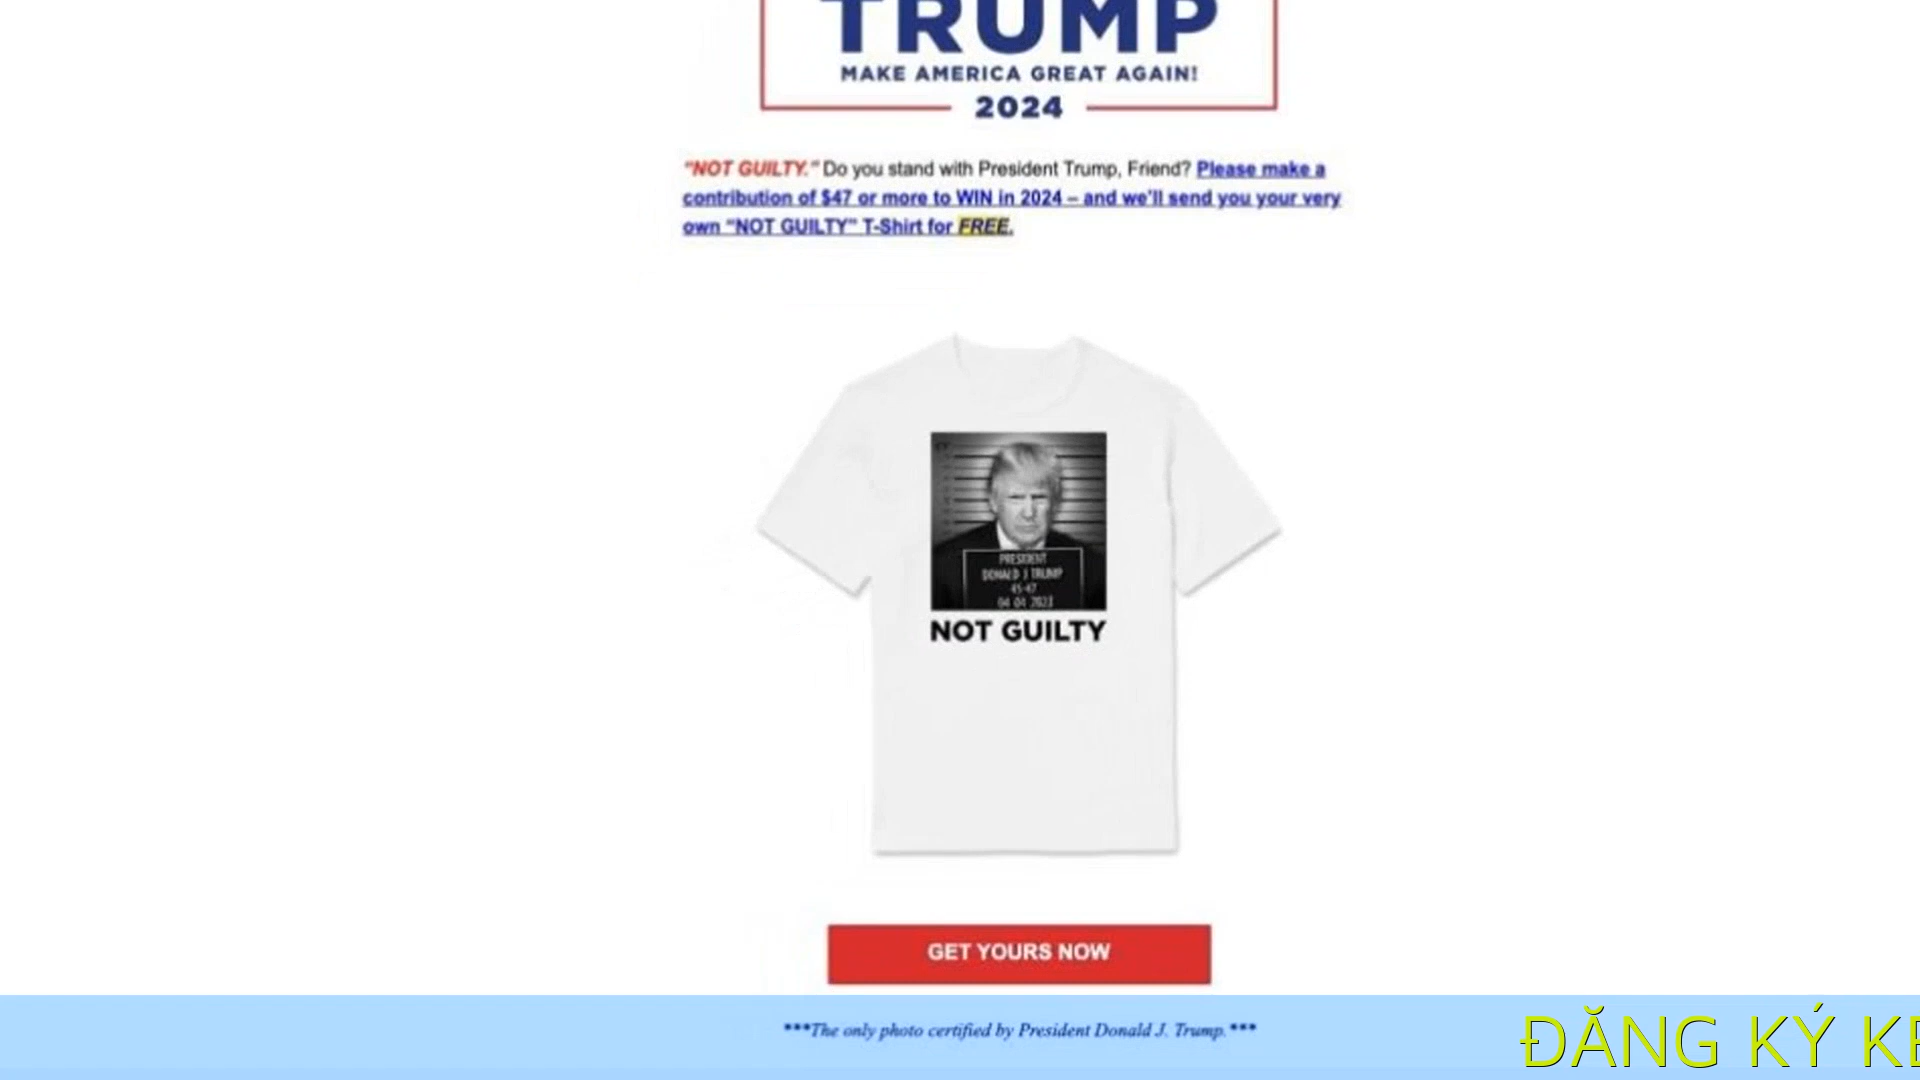 TRUMP
MAKE AMERICA GREAT AGAIN!
2024
"NOT GUILTY." Do you stand with President Trump, Friend? Please make a
contribution of $47 or more to WIN in 2024 – and we'll send you your very
own "NOT GUILTY" T-Shirt for FREE.
PRESIDENT
DONALD J TRUMP
45-47
04 04 2023
NOT GUILTY
GET YOURS NOW
***The only photo certified by President Donald J. Trump.***
ĐĂNG KÝ KÊ